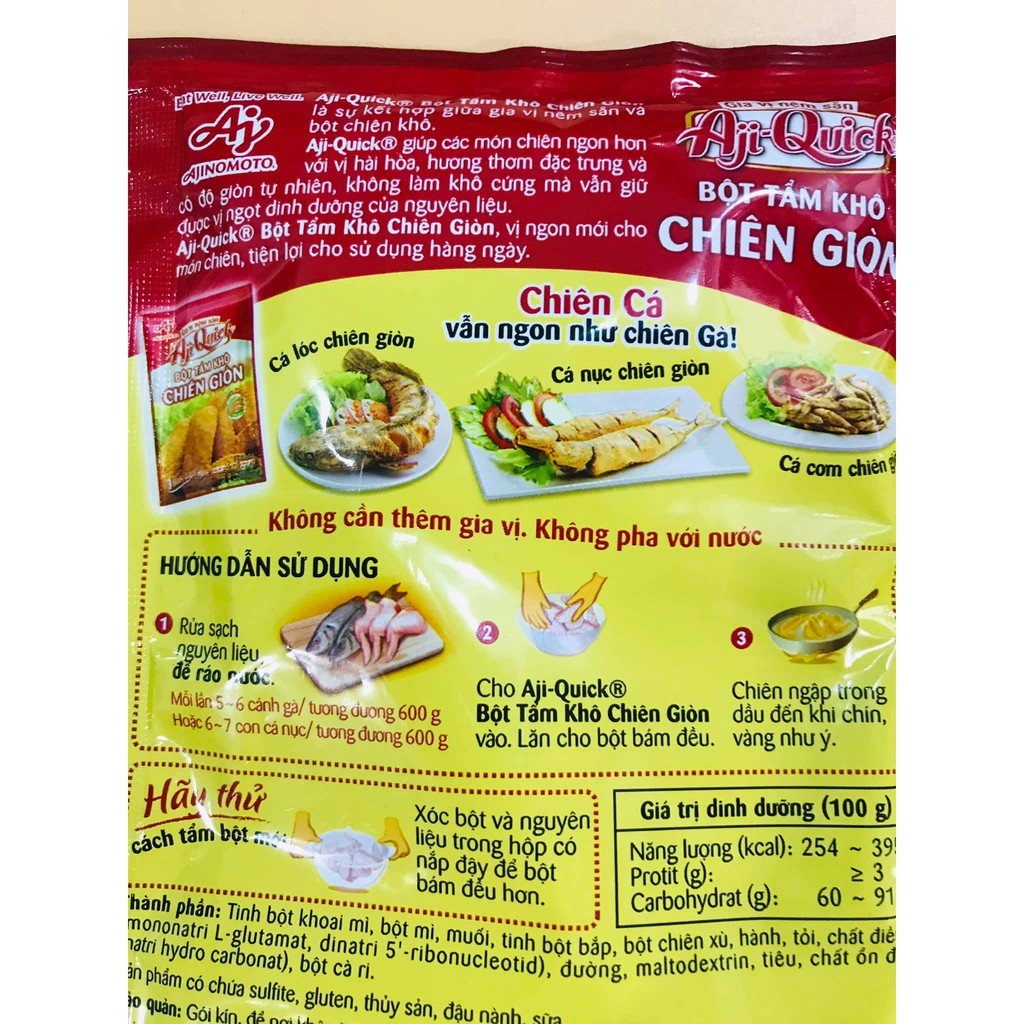 Eat Well, Live Well.
AJINOMOTO.
Aji-Quick® Bột Tẩm Khô Chiên Giòn
là sự kết hợp giữa gia vị nêm sẵn và
bột chiên khô.
Aji-Quick® giúp các món chiên ngon hơn
với vị hài hòa, hương thơm đặc trưng và
có độ giòn tự nhiên, không làm khô cứng mà vẫn giữ
được vị ngọt dinh dưỡng của nguyên liệu.
Aji-Quick® Bột Tẩm Khô Chiên Giòn, vị ngon mới cho
món chiên, tiện lợi cho sử dụng hàng ngày.
Gia vị nêm sẵn
Aji-Quick
BỘT TẨM KHÔ
CHIÊN GIÒN
Chiên Cá
vẫn ngon như chiên Gà!
Aji-Quick
BỘT TẨM KHÔ
CHIÊN GIÒN
Cá lóc chiên giòn
Cá nục chiên giòn
Cá cơm chiên
Không cần thêm gia vị. Không pha với nước
HƯỚNG DẪN SỬ DỤNG
1 Rửa sạch
nguyên liệu,
để ráo nước.
Mỗi lần 5~6 cánh gà/ tương đương 600 g
Hoặc 6~7 con cá nục/ tương đương 600 g
2
Cho Aji-Quick®
Bột Tẩm Khô Chiên Giòn
vào. Lăn cho bột bám đều.
3
Chiên ngập trong
dầu đến khi chín,
vàng như ý.
Hãy thử
cách tẩm bột mới
Xóc bột và nguyên
liệu trong hộp có
nắp đậy để bột
bám đều hơn.
Giá trị dinh dưỡng (100 g)
Năng lượng (kcal): 254 ~ 39
Protit (g): ≥ 3
Carbohydrat (g): 60 ~ 91
Thành phần: Tinh bột khoai mì, bột mì, muối, tinh bột bắp, bột chiên xù, hành, tỏi, chất điề
mononatri L-glutamat, dinatri 5'-ribonucleotid), đường, maltodextrin, tiêu, chất ổn đ
natri hydro carbonat), bột cà ri.
ản phẩm có chứa sulfite, gluten, thủy sản, đậu nành, sữa
ảo quản: Gói kín, để nơi